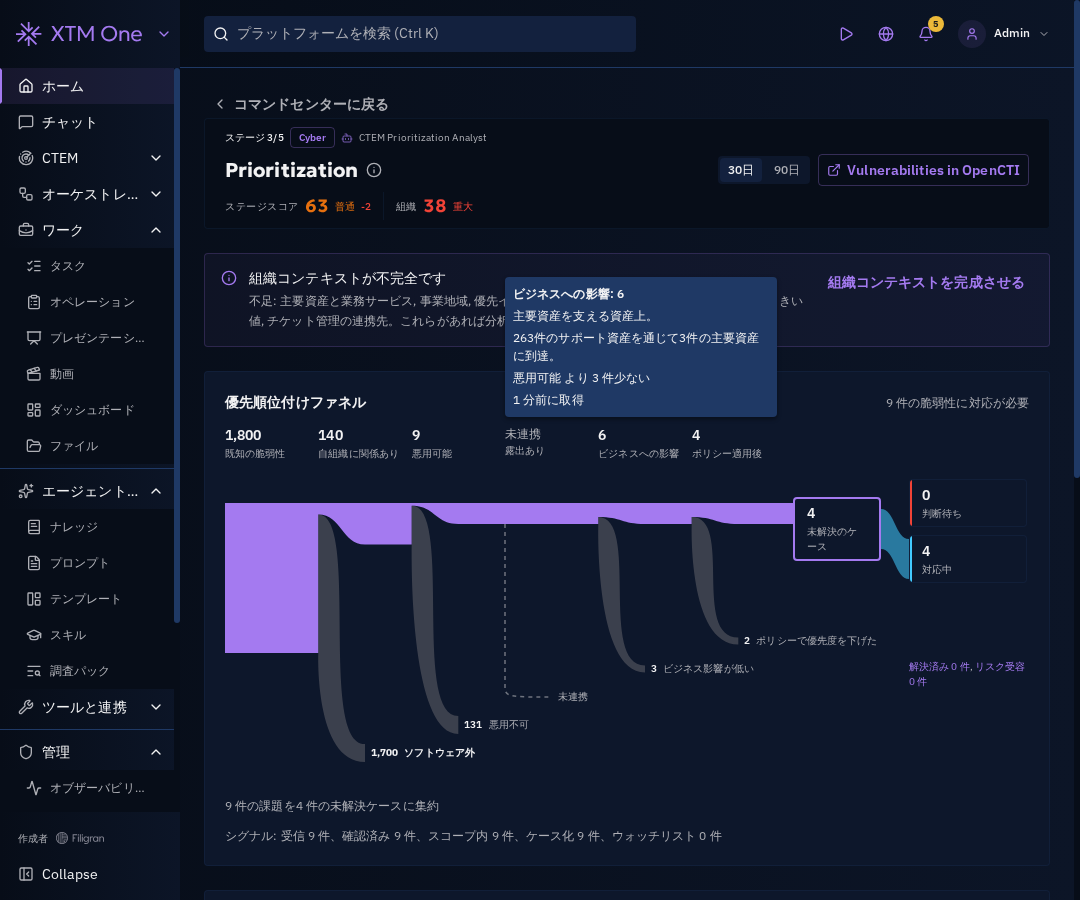 XTM One
プラットフォームを検索 (Ctrl K)
5
Admin
ホーム
チャット
CTEM
オーケストレ...
ワーク
タスク
オペレーション
プレゼンテーシ...
動画
ダッシュボード
ファイル
エージェント...
ナレッジ
プロンプト
テンプレート
スキル
調査パック
ツールと連携
管理
オブザーバビリ...
作成者 Filigran
Collapse
コマンドセンターに戻る
ステージ 3/5 Cyber CTEM Prioritization Analyst
Prioritization
30日 90日
Vulnerabilities in OpenCTI
ステージスコア 63 普通 -2 組織 38 重大
組織コンテキストが不完全です
組織コンテキストを完成させる
不足: 主要資産と業務サービス, 事業地域, 優先
きい
値, チケット管理の連携先。これらがあれば分析
ビジネスへの影響: 6
主要資産を支える資産上。
263件のサポート資産を通じて3件の主要資産
に到達。
悪用可能 より 3 件少ない
1 分前に取得
優先順位付けファネル
9 件の脆弱性に対応が必要
1,800
既知の脆弱性
140
自組織に関係あり
9
悪用可能
未連携
露出あり
6
ビジネスへの影響
4
ポリシー適用後
4
未解決のケ
ース
0
判断待ち
4
対応中
2 ポリシーで優先度を下げた
3 ビジネス影響が低い
解決済み 0 件, リスク受容
0 件
未連携
131 悪用不可
1,700 ソフトウェア外
9 件の課題を4 件の未解決ケースに集約
シグナル: 受信 9 件、確認済み 9 件、スコープ内 9 件、ケース化 9 件、ウォッチリスト 0 件